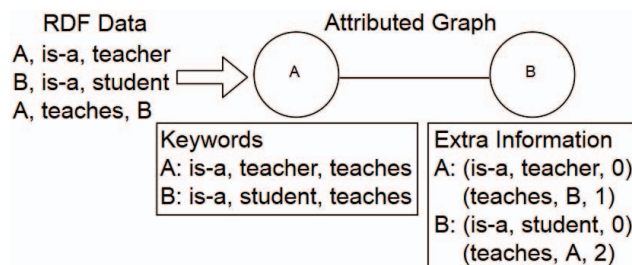 RDF Data
A, is-a, teacher
B, is-a, student
A, teaches, B
Attributed Graph
A
B
Keywords
A: is-a, teacher, teaches
B: is-a, student, teaches
Extra Information
A: (is-a, teacher, 0)
(teaches, B, 1)
B: (is-a, student, 0)
(teaches, A, 2)